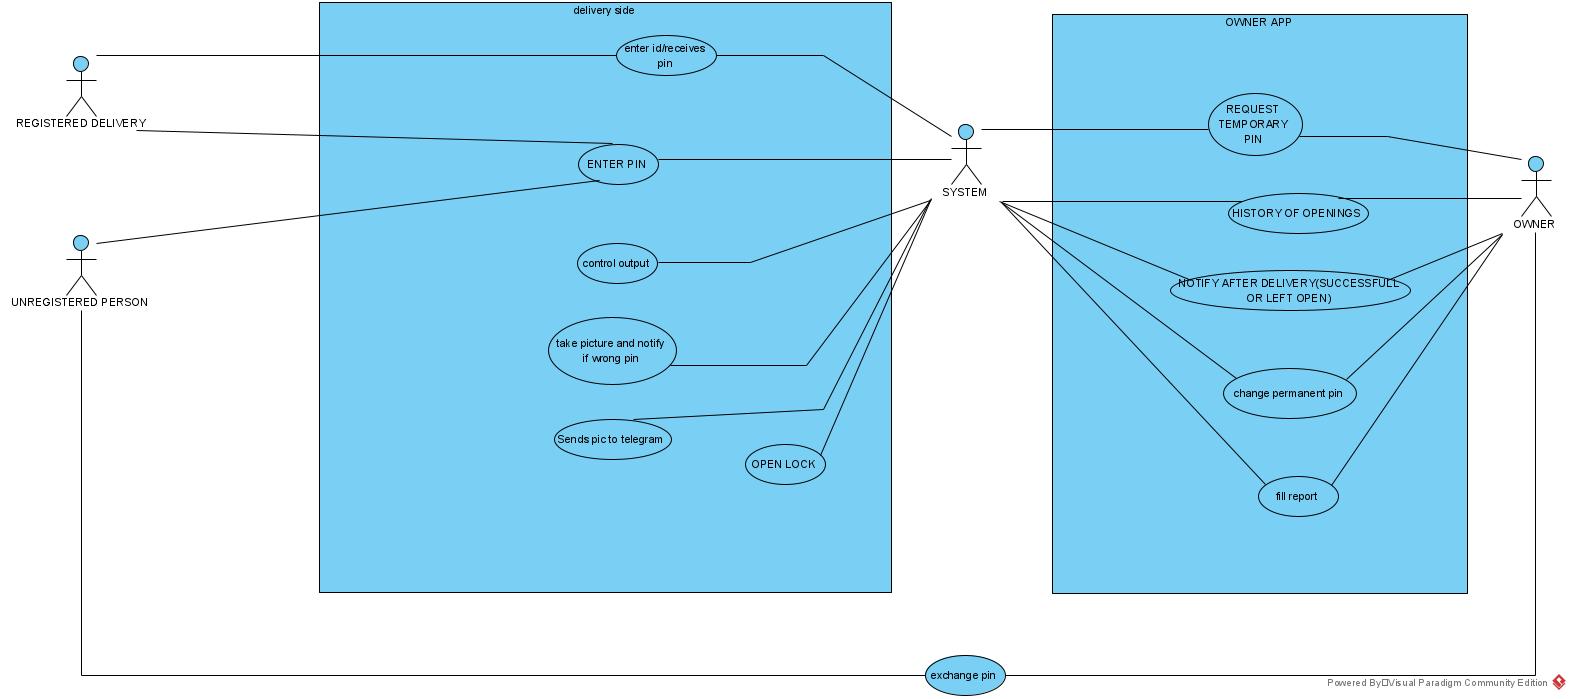 delivery side
OWNER APP
enter id/receives
pin
REGISTERED DELIVERY
ENTER PIN
SYSTEM
REQUEST
TEMPORARY
PIN
HISTORY OF OPENINGS
OWNER
UNREGISTERED PERSON
control output
NOTIFY AFTER DELIVERY(SUCCESSFULL
OR LEFT OPEN)
take picture and notify
if wrong pin
change permanent pin
Sends pic to telegram
OPEN LOCK
fill report
exchange pin
Powered By□Visual Paradigm Community Edition